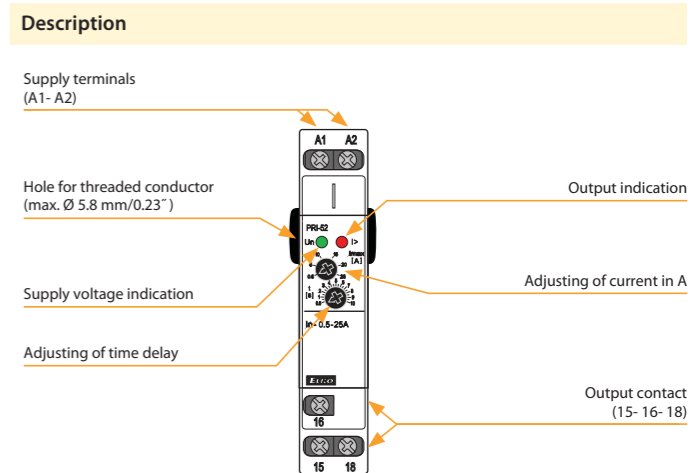 Description
Supply terminals
(A1- A2)
A1 A2
Hole for threaded conductor
(max. Ø 5.8 mm/0.23˝ )
Output indication
PRI-52
Un I>
Imax
[A]
Supply voltage indication
Adjusting of current in A
t
[s]
In - 0.5-25A
Adjusting of time delay
ELKO
Output contact
(15- 16- 18)
16
15 18